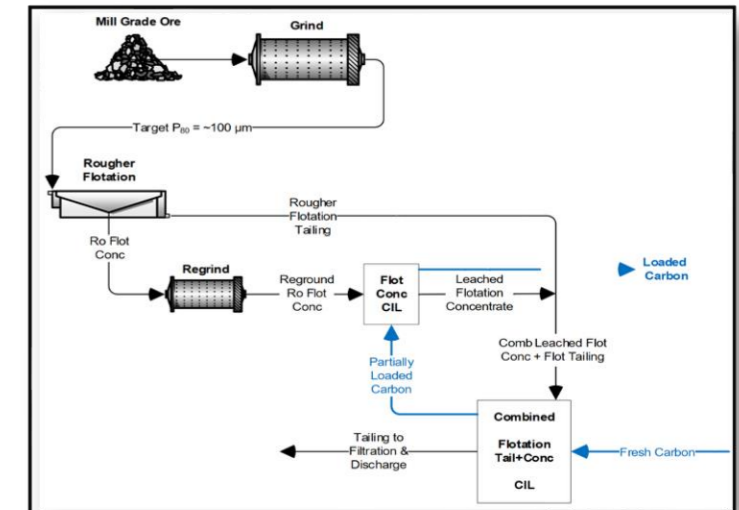 Mill Grade Ore
Grind
Target P₈₀ = ~100 µm
Rougher
Flotation
Rougher
Flotation
Tailing
Ro Flot
Conc
Regrind
Reground
Ro Flot
Conc
Flot
Conc
CIL
Leached
Flotation
Concentrate
Loaded
Carbon
Comb Leached Flot
Conc + Flot Tailing
Partially
Loaded
Carbon
Combined
Flotation
Tail+Conc
CIL
Tailing to
Filtration &
Discharge
Fresh Carbon